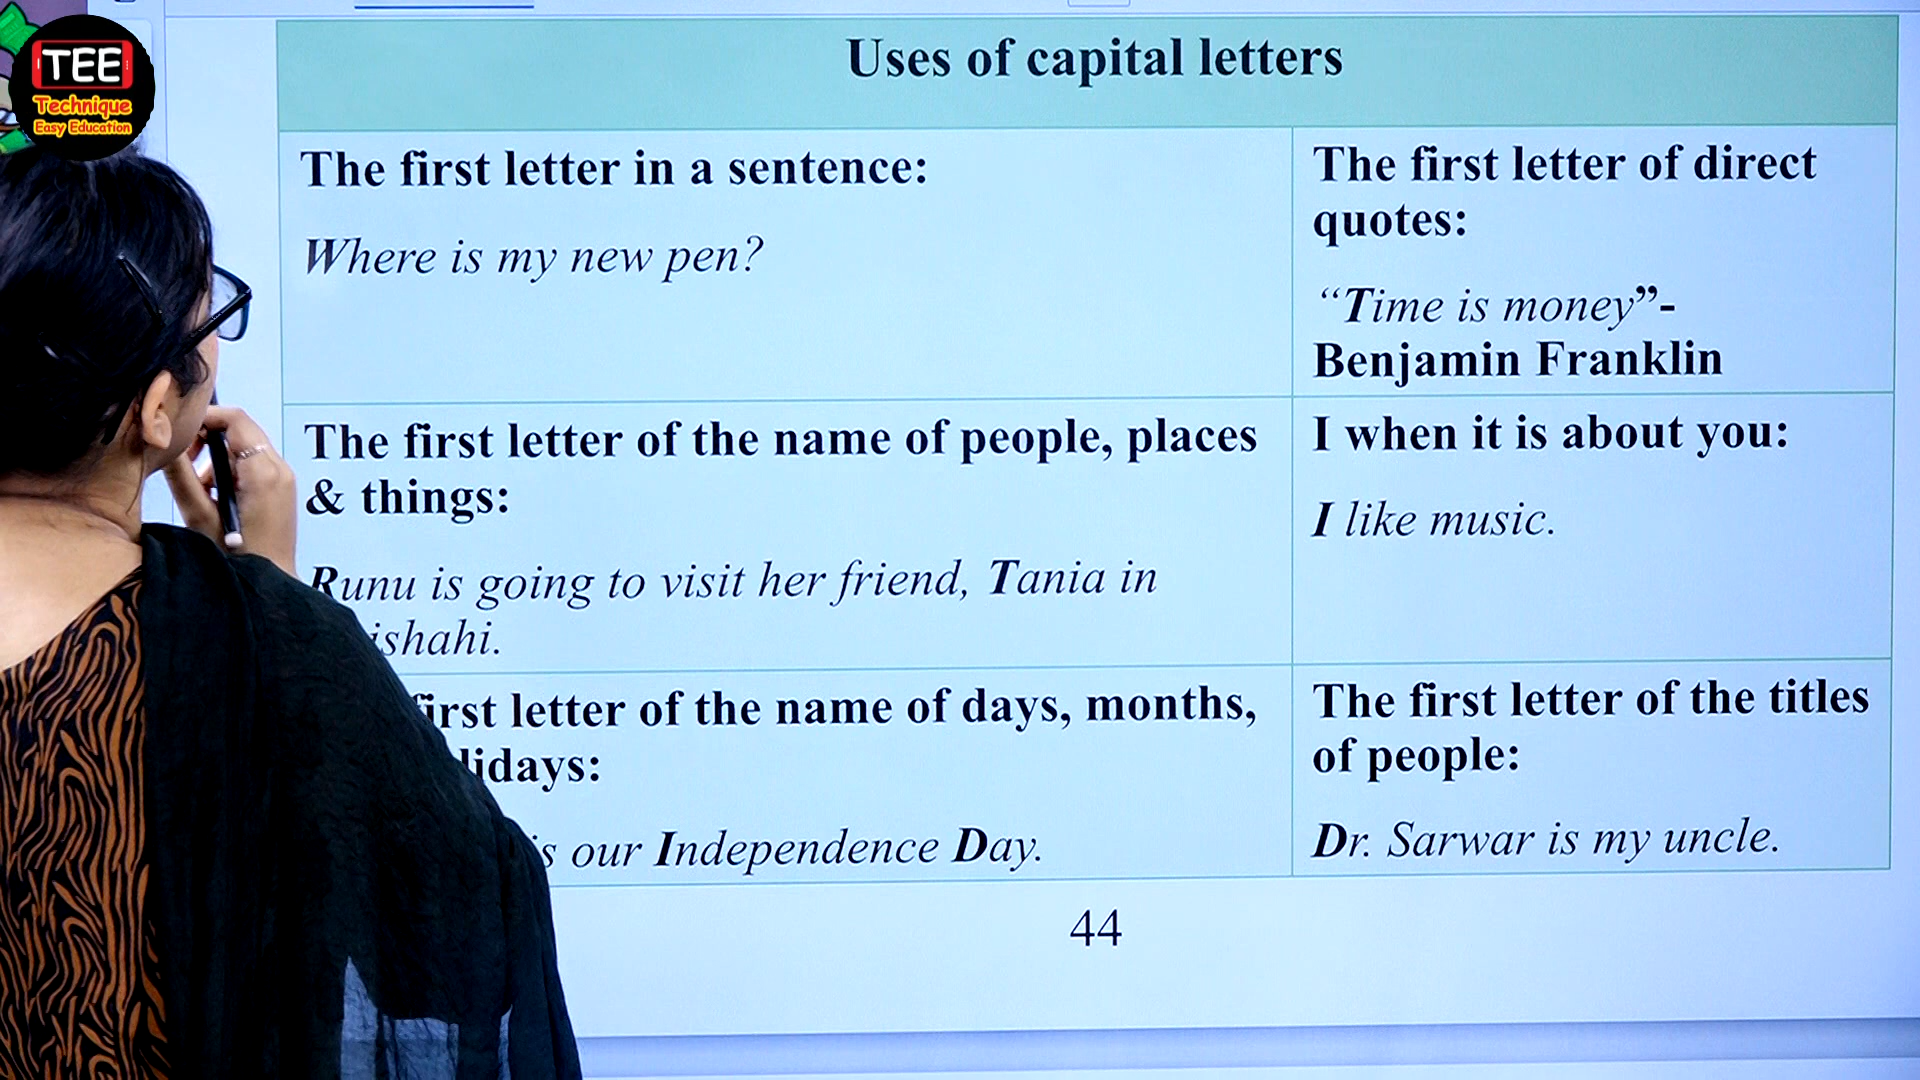 TEE
Technique
Easy Education
Uses of capital letters
The first letter in a sentence:
Where is my new pen?
The first letter of direct
quotes:
“Time is money”-
Benjamin Franklin
The first letter of the name of people, places
& things:
Runu is going to visit her friend, Tania in
ishahi.
I when it is about you:
I like music.
first letter of the name of days, months,
lidays:
is our Independence Day.
The first letter of the titles
of people:
Dr. Sarwar is my uncle.
44